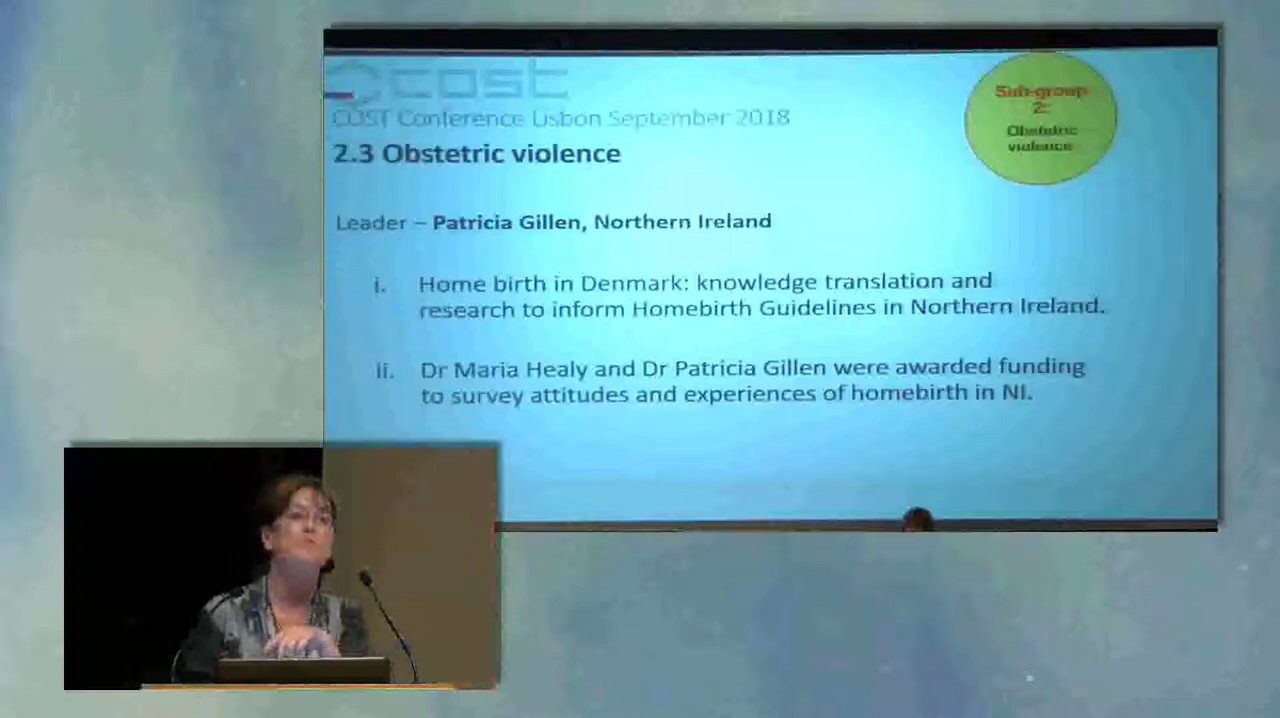 cost
COST Conference Lisbon September 2018
2.3 Obstetric violence
Sub-group
2:
Obstetric
violence
Leader – Patricia Gillen, Northern Ireland
i. Home birth in Denmark: knowledge translation and
research to inform Homebirth Guidelines in Northern Ireland.
ii. Dr Maria Healy and Dr Patricia Gillen were awarded funding
to survey attitudes and experiences of homebirth in NI.